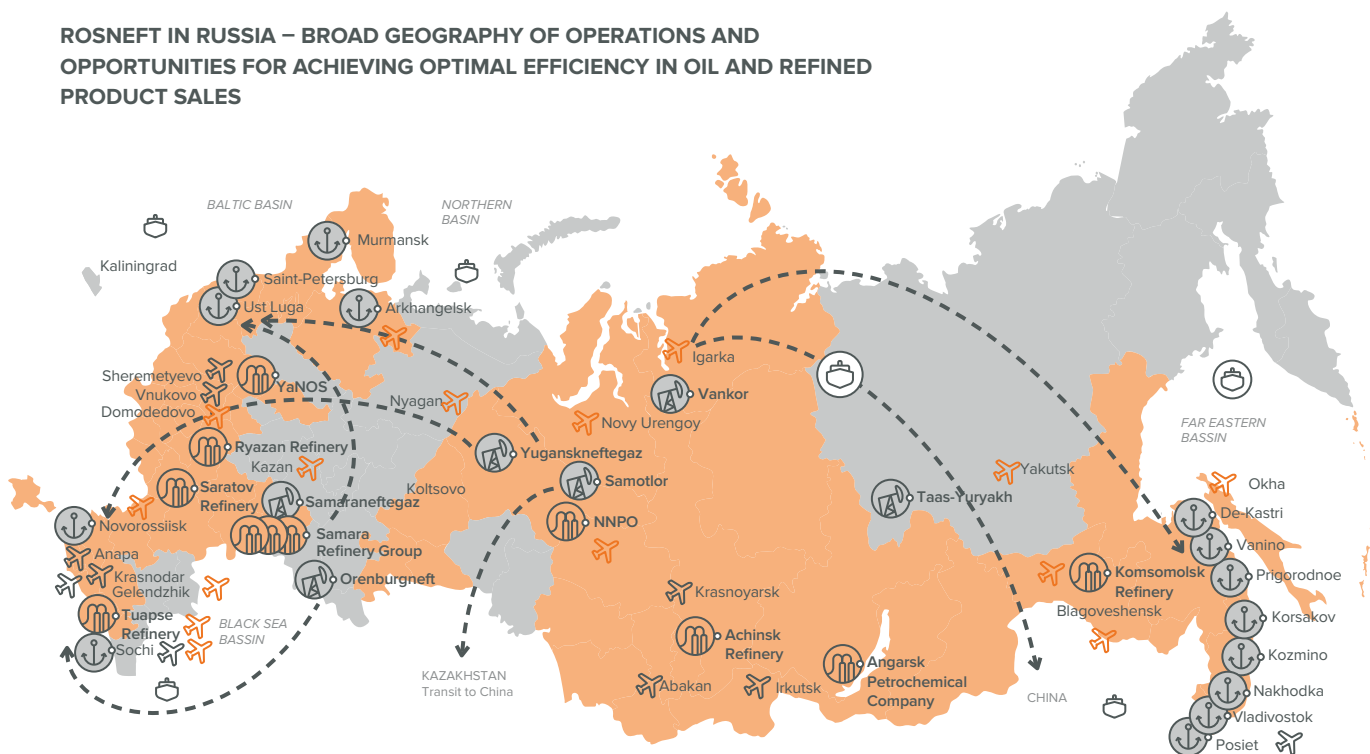 ROSNEFT IN RUSSIA – BROAD GEOGRAPHY OF OPERATIONS AND
OPPORTUNITIES FOR ACHIEVING OPTIMAL EFFICIENCY IN OIL AND REFINED
PRODUCT SALES
BALTIC BASIN
NORTHERN
BASIN
Murmansk
Kaliningrad
Saint-Petersburg
Ust Luga
Arkhangelsk
Igarka
Sheremetyevo
YaNOS
Vnukovo
Domodedovo
Nyagan
Vankor
Novy Urengoy
FAR EASTERN
BASSIN
Ryazan Refinery
Kazan
Yuganskneftegaz
Yakutsk
Saratov
Refinery
Koltsovo
Samotlor
Okha
Samaraneftegaz
Taas-Yuryakh
De-Kastri
Novorossiisk
NNPO
Samara
Refinery Group
Vanino
Anapa
Krasnodar
Gelendzhik
Orenburgneft
Komsomolsk
Refinery
Prigorodnoe
Krasnoyarsk
Blagoveshensk
Tuapse
Refinery
BLACK SEA
BASSIN
Korsakov
Achinsk
Refinery
Sochi
Kozmino
Angarsk
Petrochemical
Company
KAZAKHSTAN
Transit to China
Abakan
Irkutsk
CHINA
Nakhodka
Vladivostok
Posiet